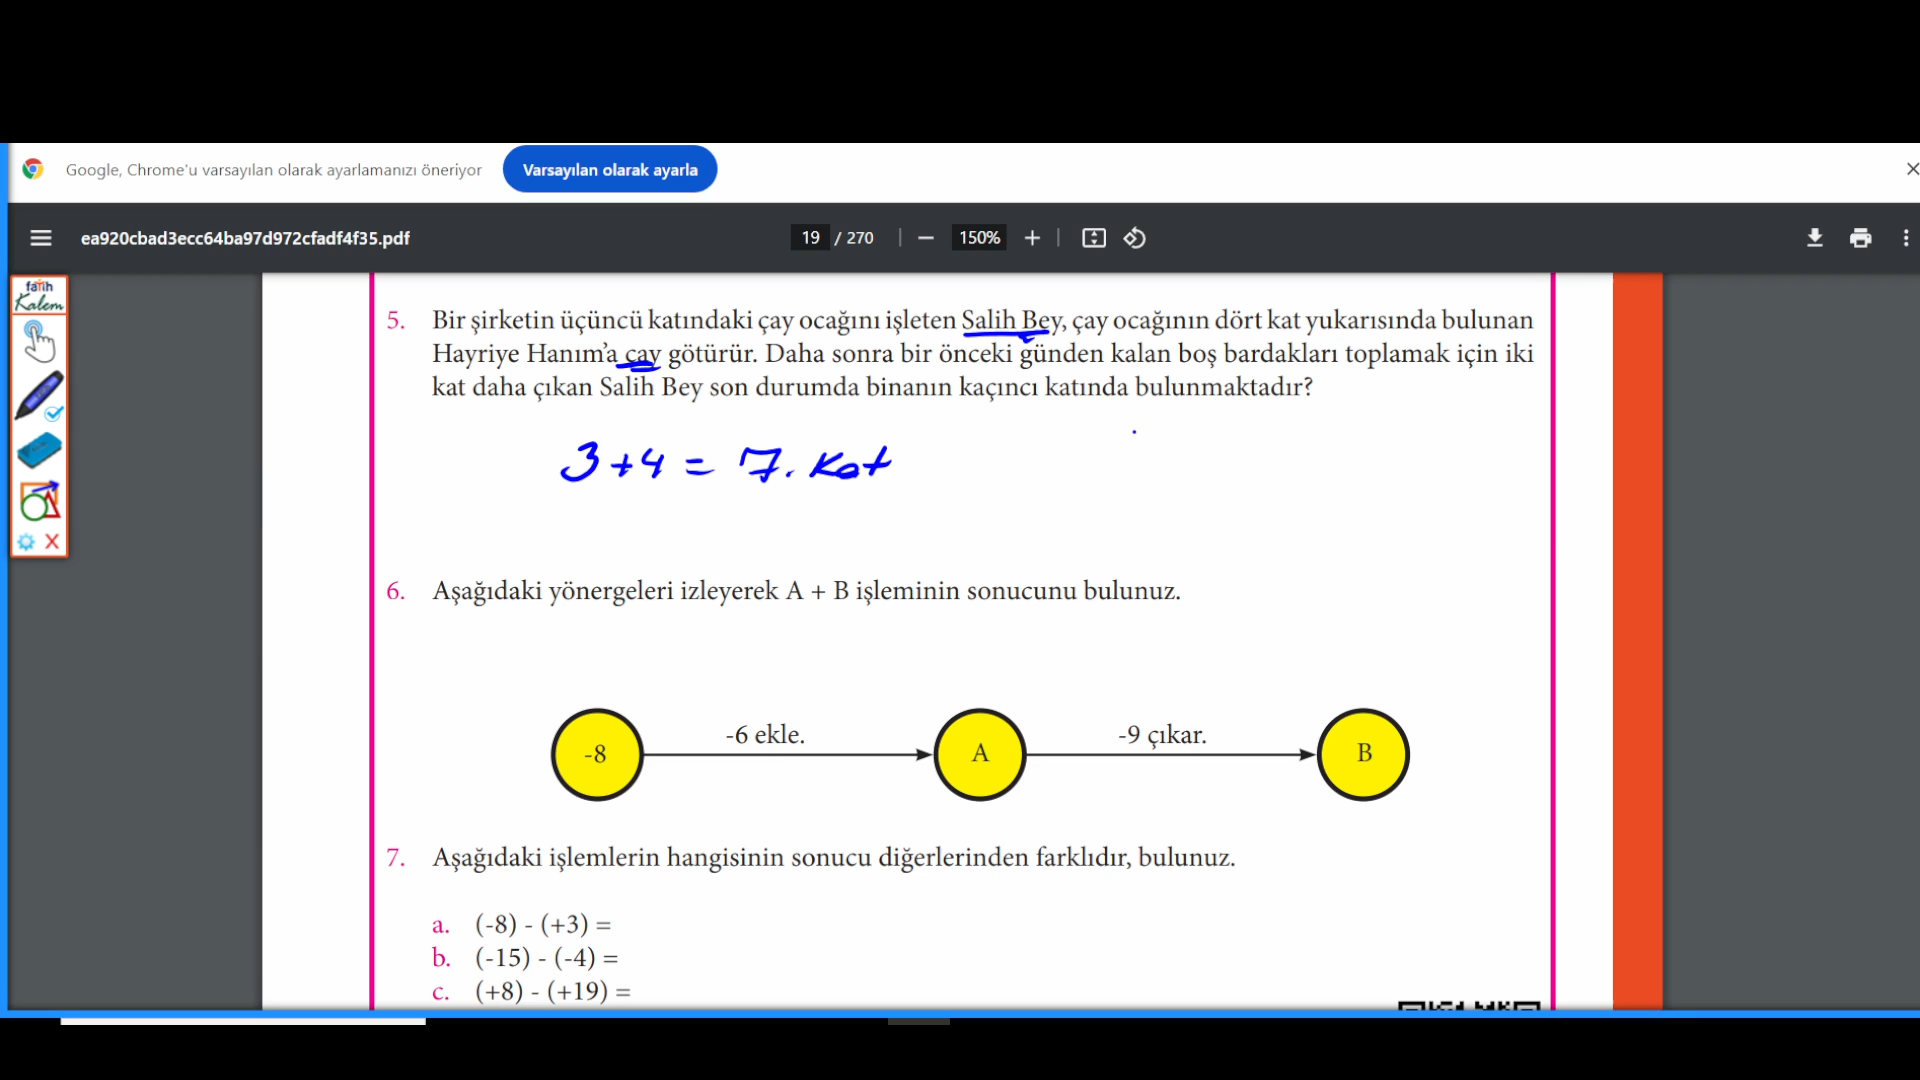 Google, Chrome'u varsayılan olarak ayarlamanızı öneriyor
Varsayılan olarak ayarla
ea920cbad3ecc64ba97d972cfadf4f35.pdf
19 / 270
150%
fatih
Kalem
5. Bir şirketin üçüncü katındaki çay ocağını işleten Salih Bey, çay ocağının dört kat yukarısında bulunan
Hayriye Hanım'a çay götürür. Daha sonra bir önceki günden kalan boş bardakları toplamak için iki
kat daha çıkan Salih Bey son durumda binanın kaçıncı katında bulunmaktadır?
3+4 = 7. Kat
6. Aşağıdaki yönergeleri izleyerek A + B işleminin sonucunu bulunuz.
-6 ekle.
-9 çıkar.
-8
A
B
7. Aşağıdaki işlemlerin hangisinin sonucu diğerlerinden farklıdır, bulunuz.
a. (-8) - (+3) =
b. (-15) - (-4) =
c. (+8) - (+19) =